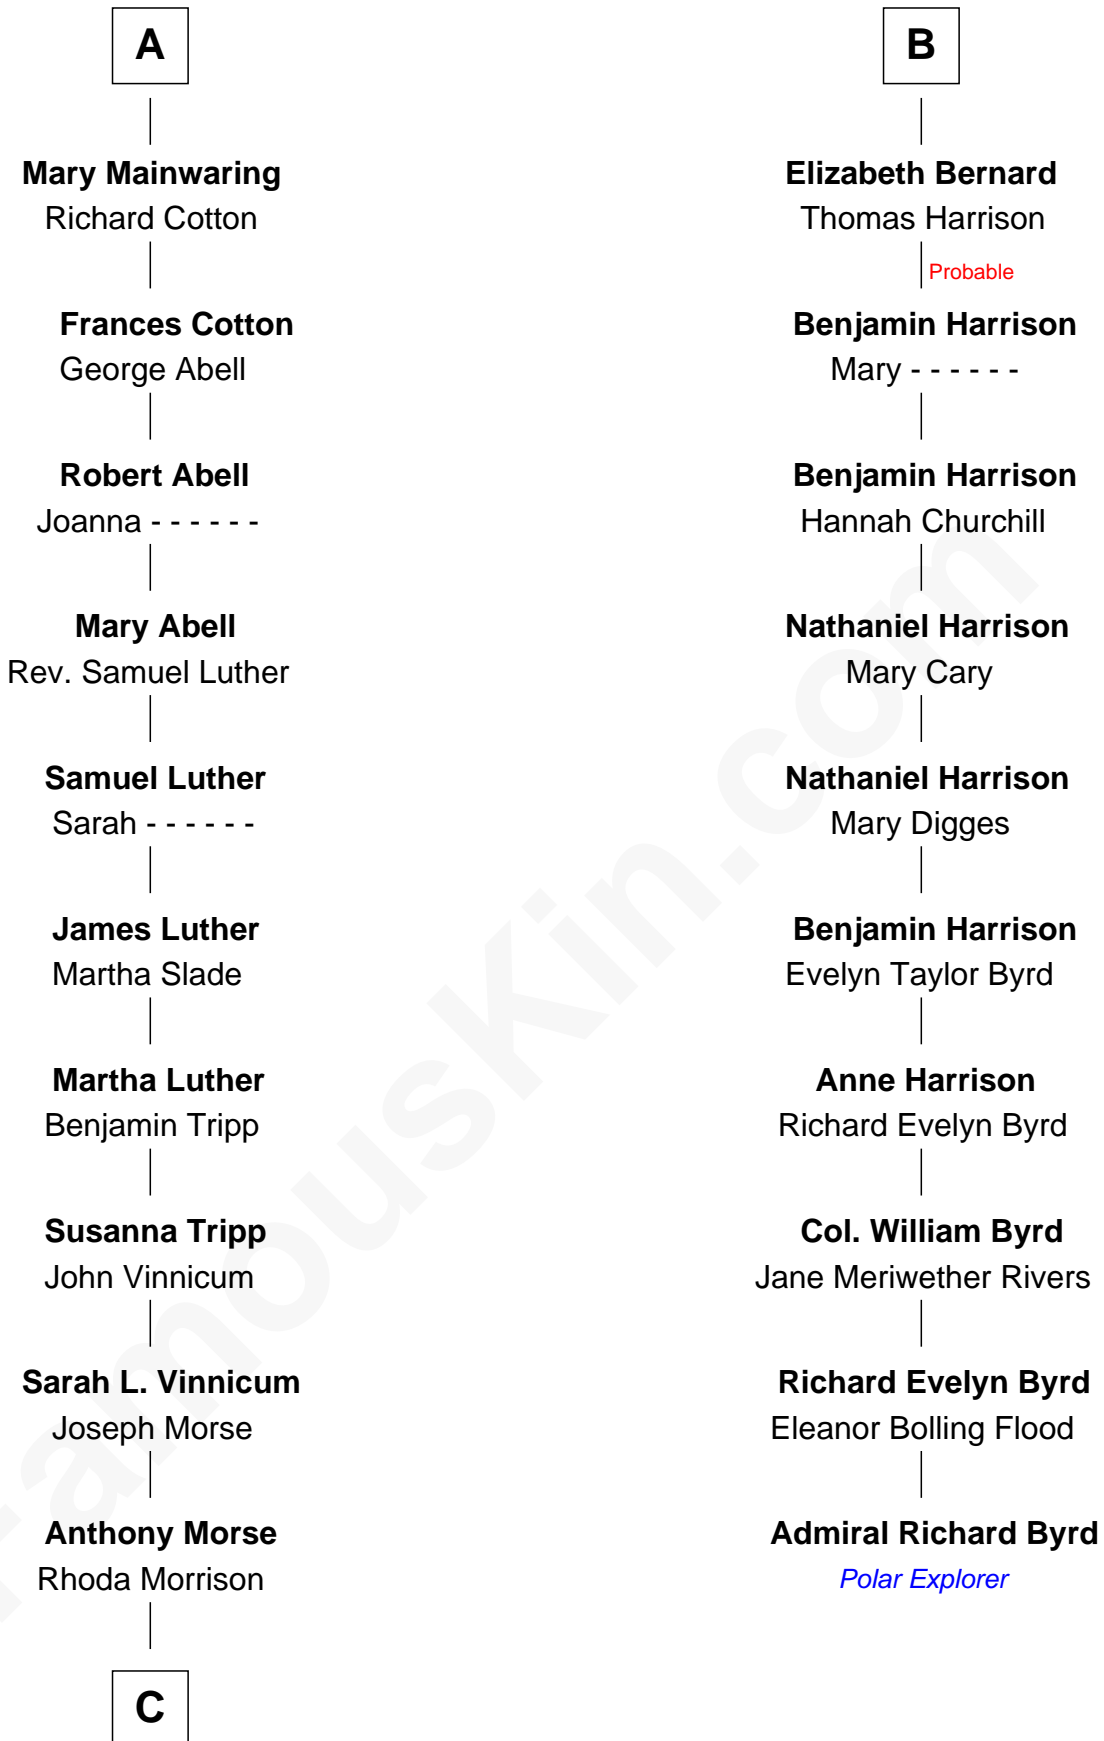 A
Mary Mainwaring
Richard Cotton
Frances Cotton
George Abell
Robert Abell
Joanna - - - - - -
Mary Abell
Rev. Samuel Luther
Samuel Luther
Sarah - - - - - -
James Luther
Martha Slade
Martha Luther
Benjamin Tripp
Susanna Tripp
John Vinnicum
Sarah L. Vinnicum
Joseph Morse
Anthony Morse
Rhoda Morrison
C
B
Elizabeth Bernard
Thomas Harrison
Probable
Benjamin Harrison
Mary - - - - - -
Benjamin Harrison
Hannah Churchill
Nathaniel Harrison
Mary Cary
Nathaniel Harrison
Mary Digges
Benjamin Harrison
Evelyn Taylor Byrd
Anne Harrison
Richard Evelyn Byrd
Col. William Byrd
Jane Meriwether Rivers
Richard Evelyn Byrd
Eleanor Bolling Flood
Admiral Richard Byrd
Polar Explorer
FamousKin.com